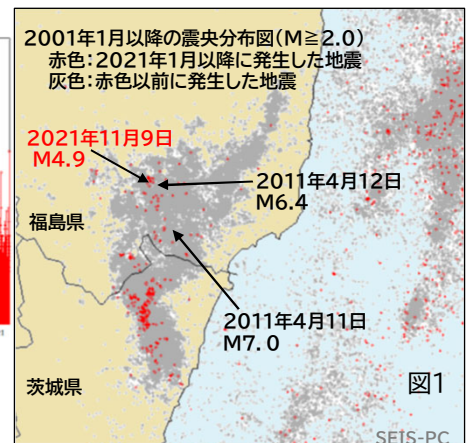 2001年1月以降の震央分布図(M≧2.0)
赤色:2021年1月以降に発生した地震
灰色:赤色以前に発生した地震
2021年11月9日
M4.9
2011年4月12日
M6.4
福島県
2011年4月11日
M7.0
茨城県
図1
SEIS-PC